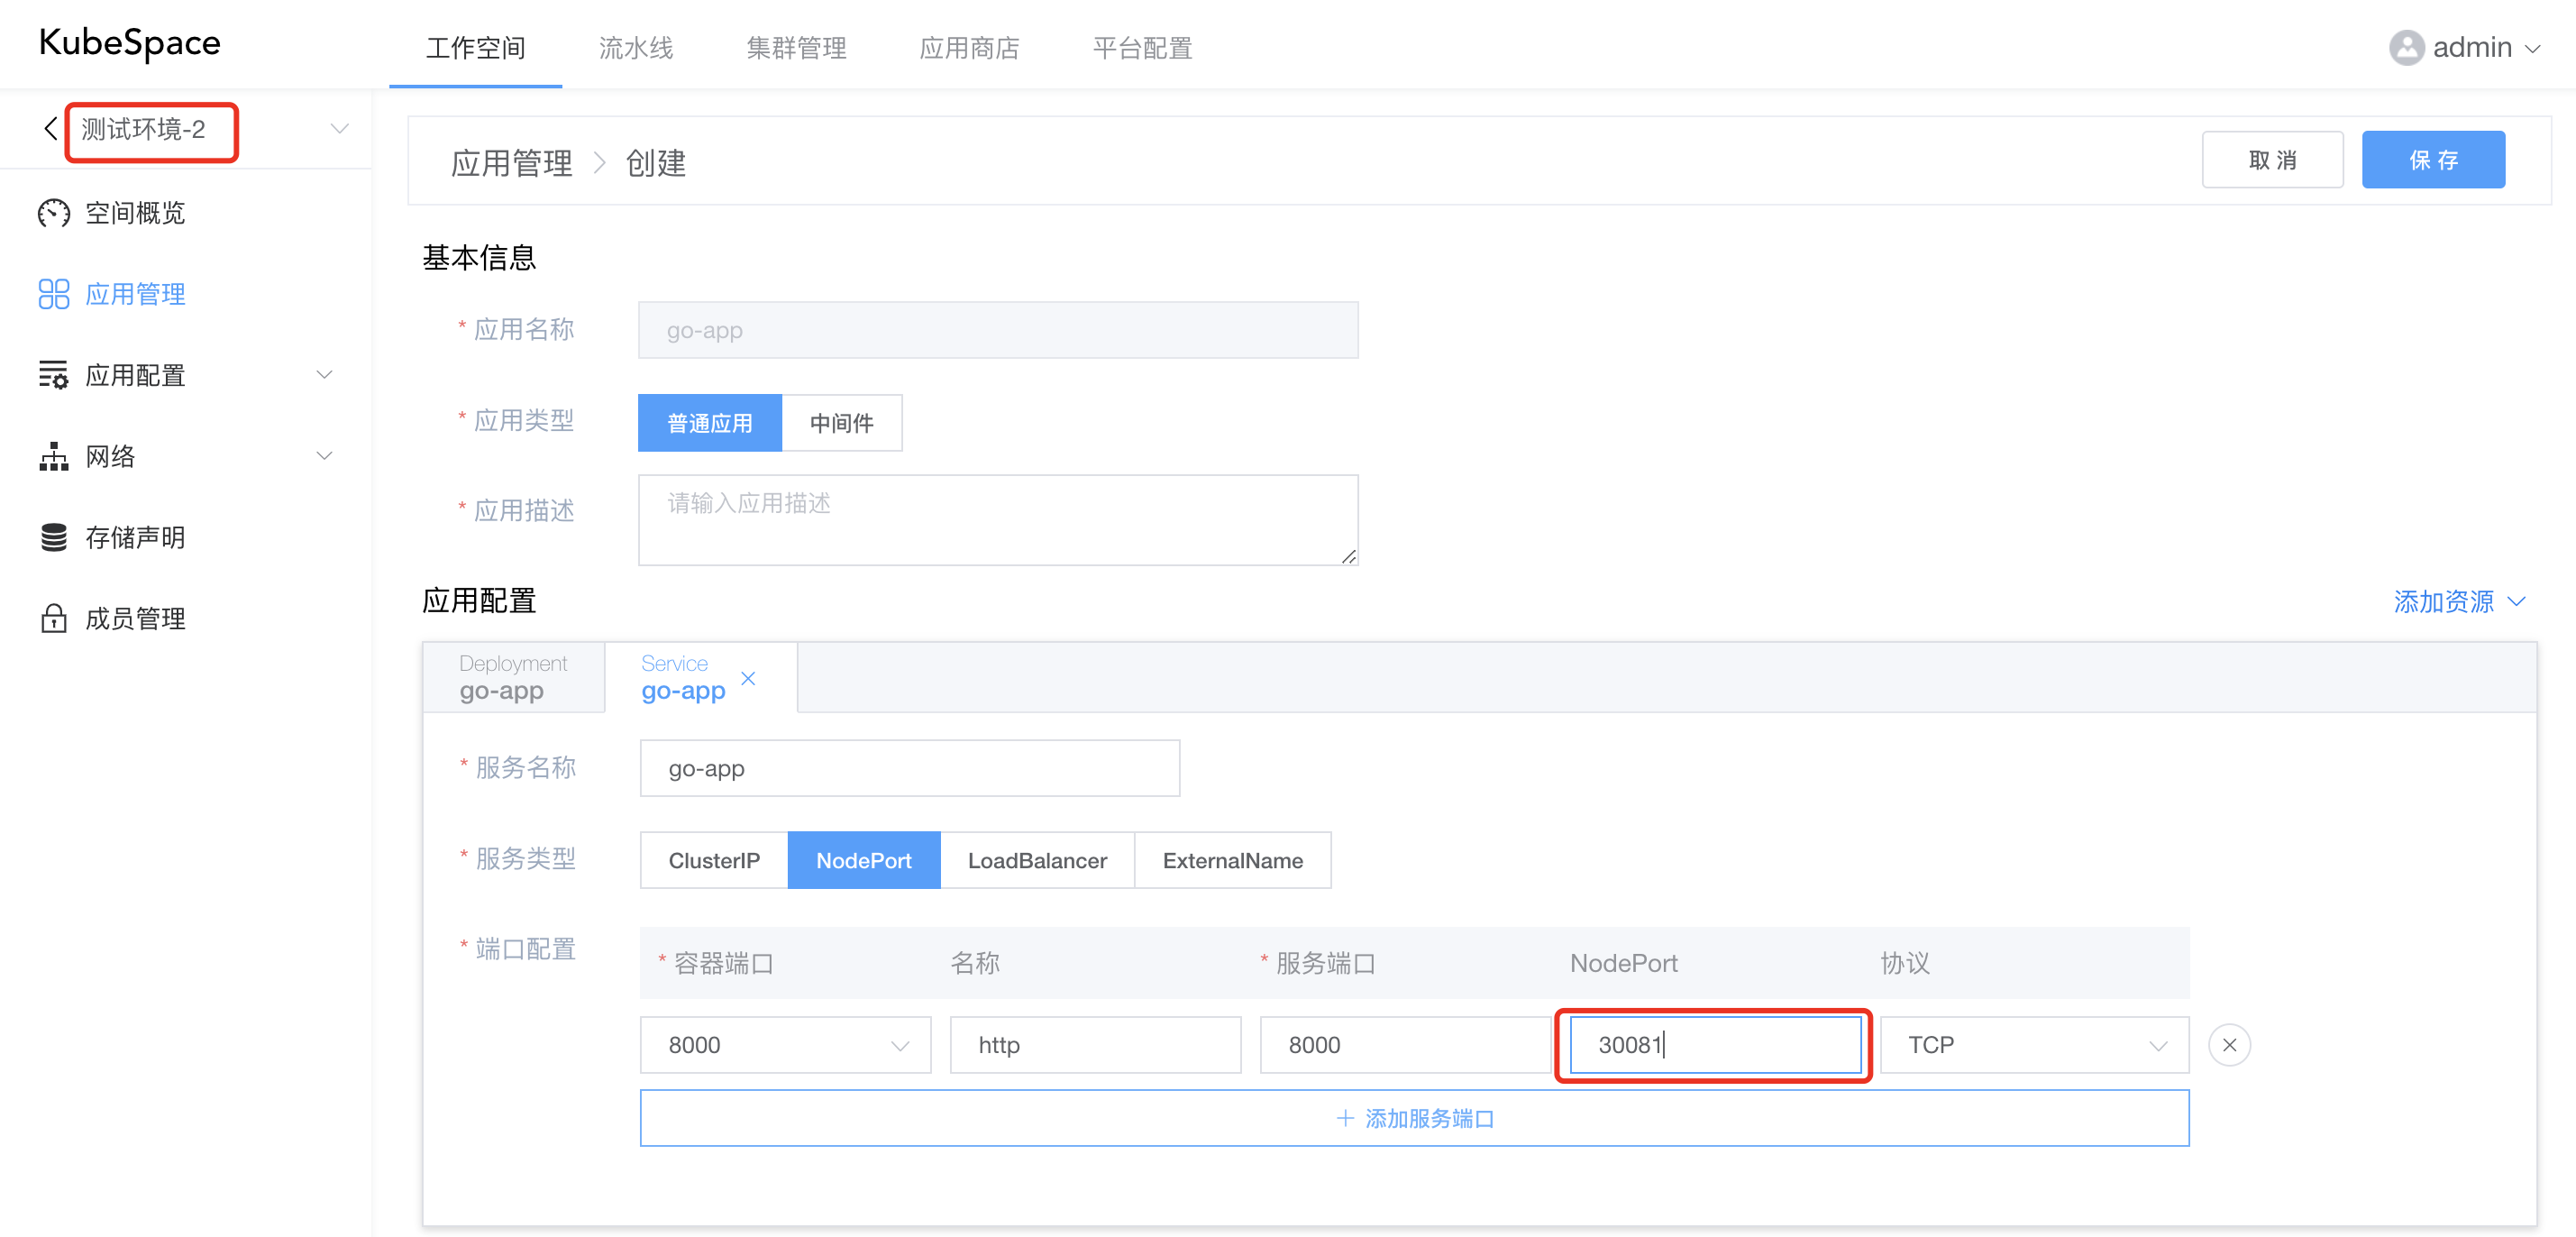 KubeSpace
工作空间 流水线 集群管理 应用商店 平台配置
admin
测试环境-2
空间概览
应用管理
应用配置
网络
存储声明
成员管理
应用管理 > 创建
取消 保存
基本信息
* 应用名称 go-app
* 应用类型 普通应用 中间件
* 应用描述 请输入应用描述
应用配置 添加资源
Deployment
go-app
Service
go-app
* 服务名称 go-app
* 服务类型 ClusterIP NodePort LoadBalancer ExternalName
* 端口配置 * 容器端口 名称 * 服务端口 NodePort 协议
8000 http 8000 30081 TCP
+ 添加服务端口